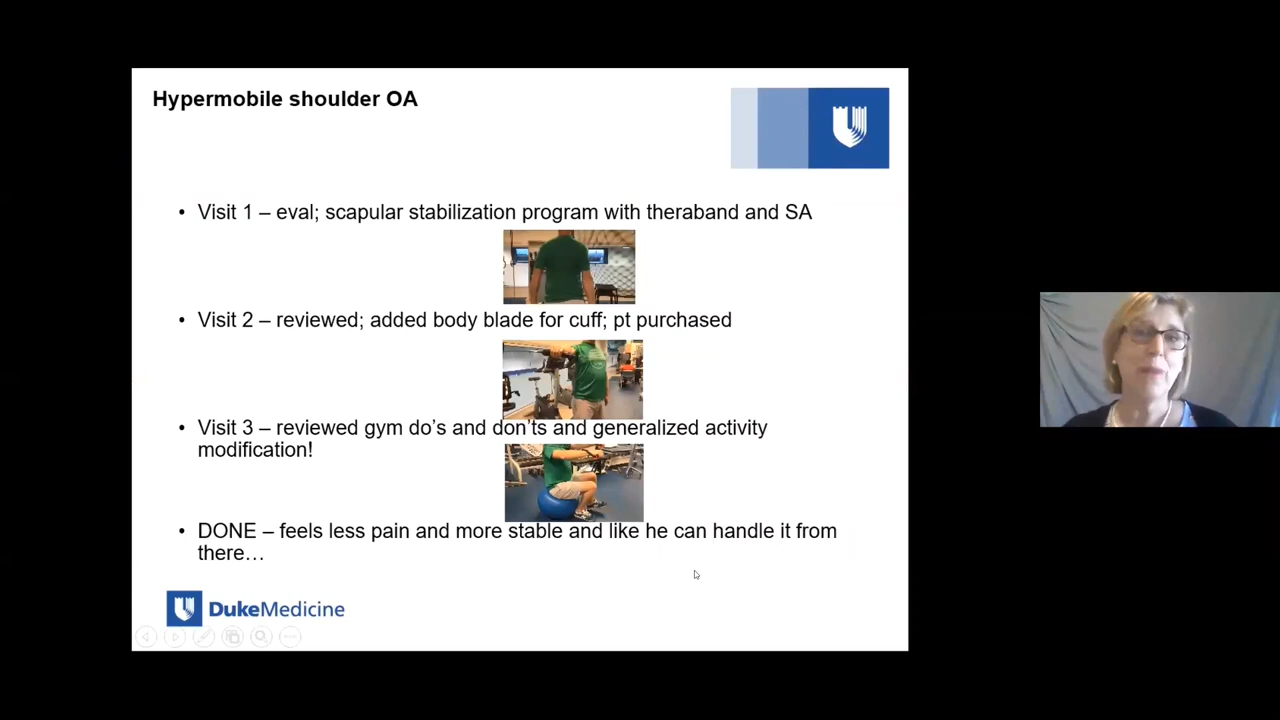 Hypermobile shoulder OA
• Visit 1 – eval; scapular stabilization program with theraband and SA
• Visit 2 – reviewed; added body blade for cuff; pt purchased
• Visit 3 – reviewed gym do’s and don’ts and generalized activity
modification!
• DONE – feels less pain and more stable and like he can handle it from
there…
DukeMedicine